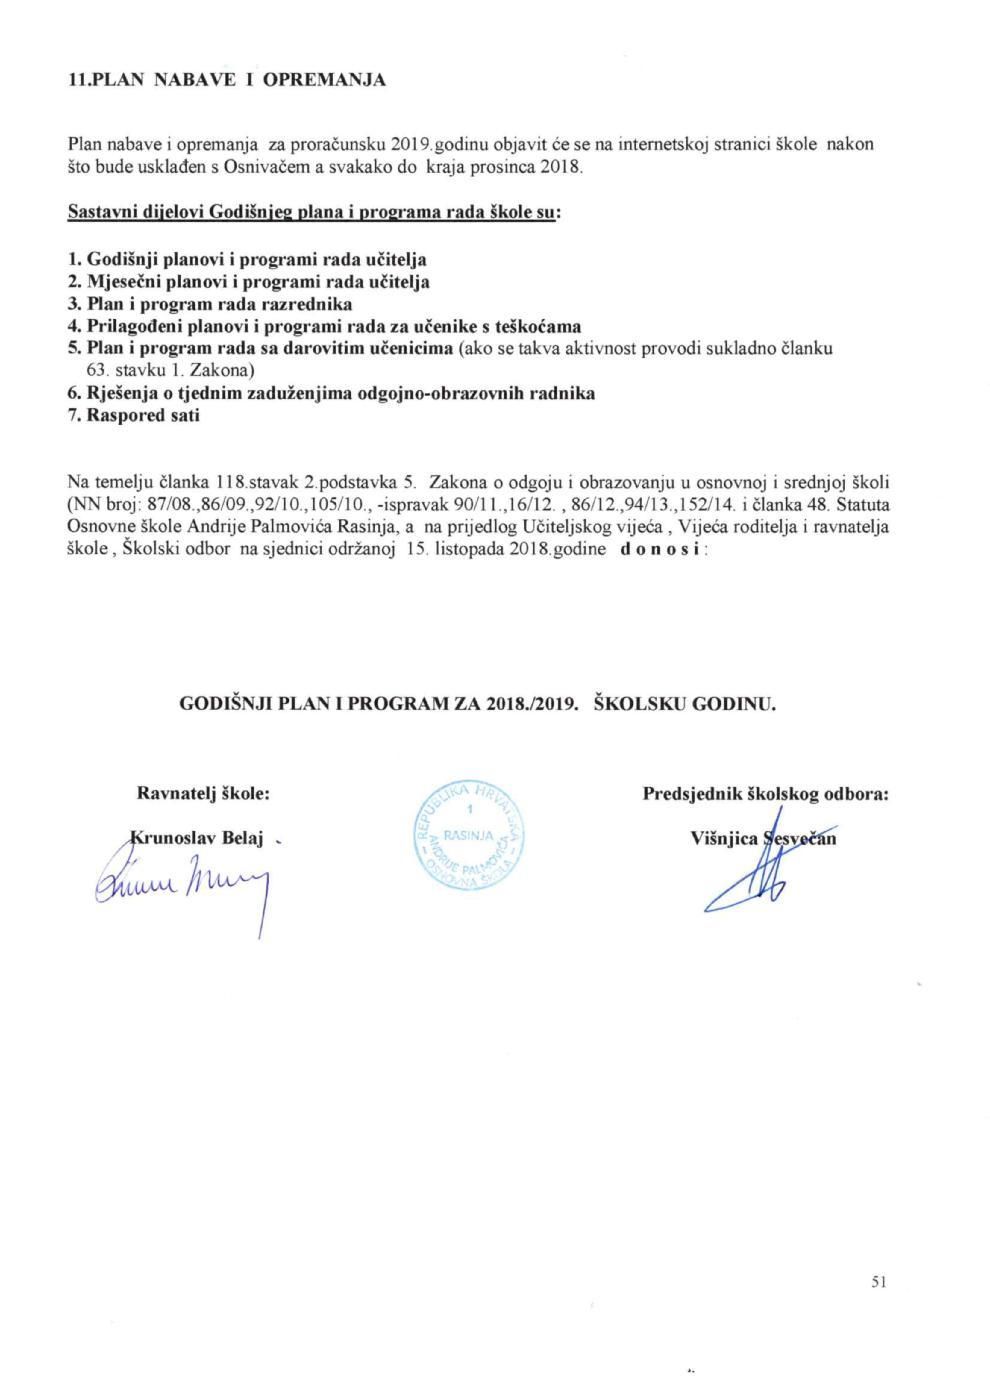 11.PLAN NABAVE I OPREMANJA
Plan nabave i opremanja za proračunsku 2019.godinu objavit će se na internetskoj stranici škole nakon
što bude usklađen s Osnivačem a svakako do kraja prosinca 2018.
Sastavni dijelovi Godišnjeg plana i programa rada škole su:
1. Godišnji planovi i programi rada učitelja
2. Mjesečni planovi i programi rada učitelja
3. Plan i program rada razrednika
4. Prilagođeni planovi i programi rada za učenike s teškoćama
5. Plan i program rada sa darovitim učenicima (ako se takva aktivnost provodi sukladno članku
63. stavku 1. Zakona)
6. Rješenja o tjednim zaduženjima odgojno-obrazovnih radnika
7. Raspored sati
Na temelju članka 118.stavak 2.podstavka 5. Zakona o odgoju i obrazovanju u osnovnoj i srednjoj školi
(NN broj: 87/08.,86/09.,92/10.,105/10., -ispravak 90/11.,16/12. , 86/12.,94/13.,152/14. i članka 48. Statuta
Osnovne škole Andrije Palmovića Rasinja, a na prijedlog Učiteljskog vijeća , Vijeća roditelja i ravnatelja
škole , Školski odbor na sjednici održanoj 15. listopada 2018.godine d o n o s i :
GODIŠNJI PLAN I PROGRAM ZA 2018./2019. ŠKOLSKU GODINU.
Ravnatelj škole:
Predsjednik školskog odbora:
Krunoslav Belaj
Višnjica Sesvečan
REPUBLIKA HRVATSKA
1
RASINJA
ANDRIJE PALMOVIĆA
OSNOVNA ŠKOLA
51